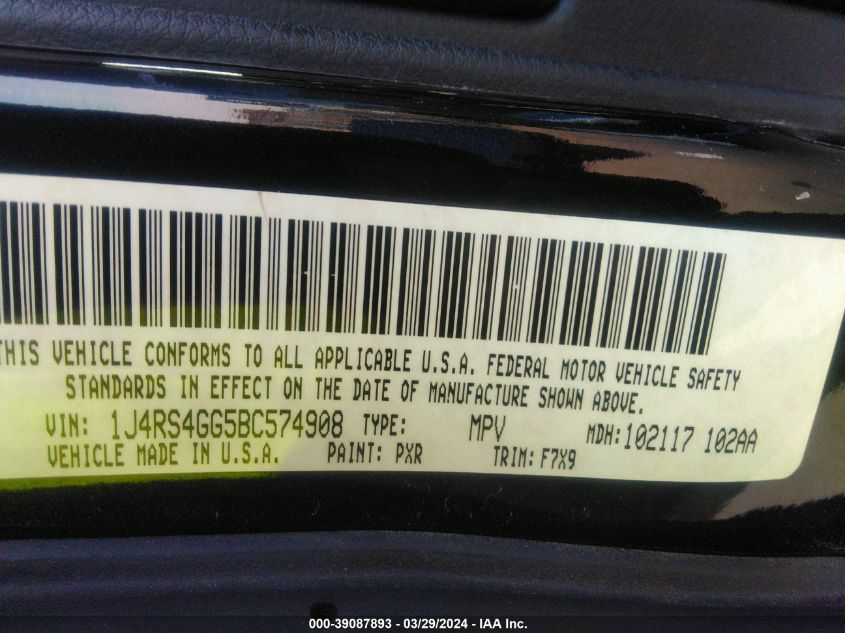 THIS VEHICLE CONFORMS TO ALL APPLICABLE U.S.A. FEDERAL MOTOR VEHICLE SAFETY
STANDARDS IN EFFECT ON THE DATE OF MANUFACTURE SHOWN ABOVE.
VIN: 1J4RS4GG5BC574908 TYPE: MPV MDH: 102117 102AA
VEHICLE MADE IN U.S.A. PAINT: PXR TRIM: F7X9
000-39087893 - 03/29/2024 - IAA Inc.